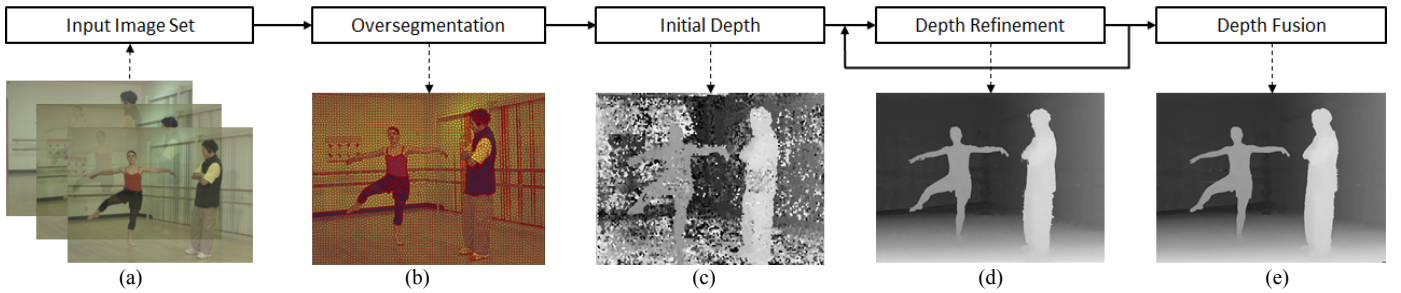 Input Image Set
Oversegmentation
Initial Depth
Depth Refinement
Depth Fusion
(a)
(b)
(c)
(d)
(e)